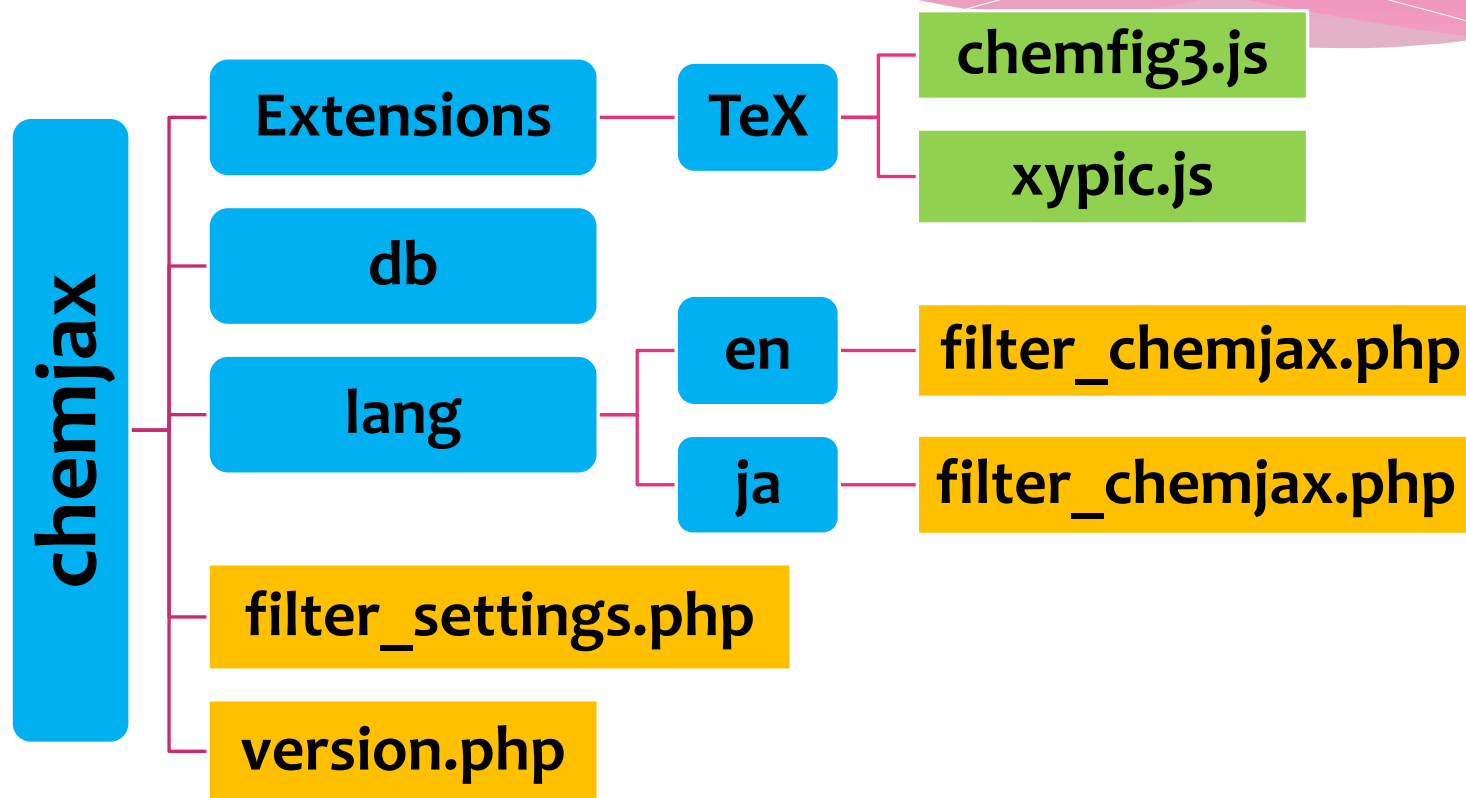 chemjax
Extensions
TeX
chemfig3.js
xypic.js
db
lang
en
filter_chemjax.php
ja
filter_chemjax.php
filter_settings.php
version.php